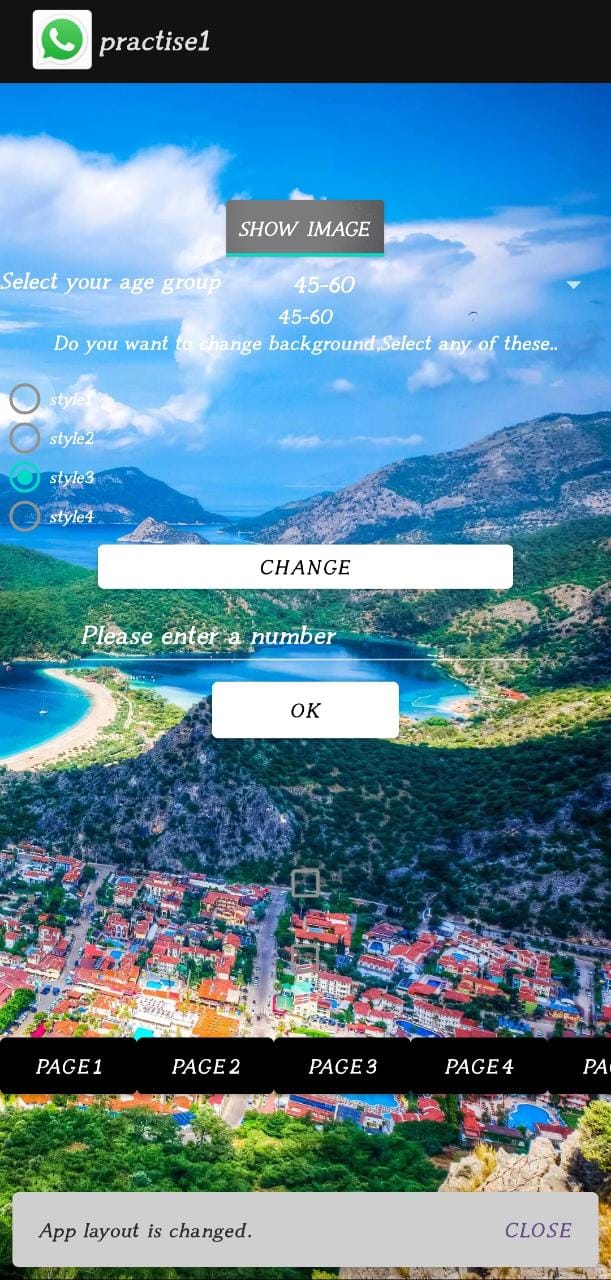 practise1
SHOW IMAGE
Select your age group 45-60
45-60
Do you want to change background,Select any of these..
style1
style2
style3
style4
CHANGE
Please enter a number
OK
PAGE1 PAGE2 PAGE3 PAGE4
App layout is changed. CLOSE